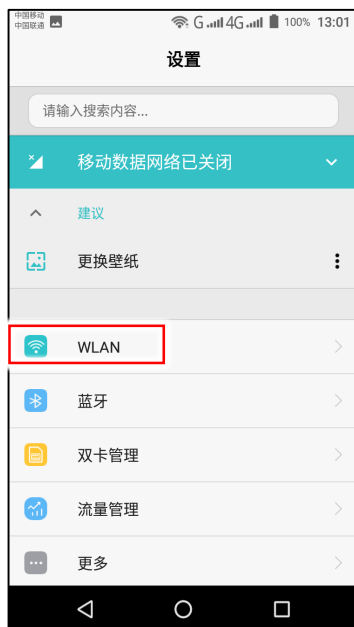 中国移动
中国联通 G 4G 100% 13:01
设置
请输入搜索内容...
移动数据网络已关闭
建议
更换壁纸
WLAN
蓝牙
双卡管理
流量管理
更多